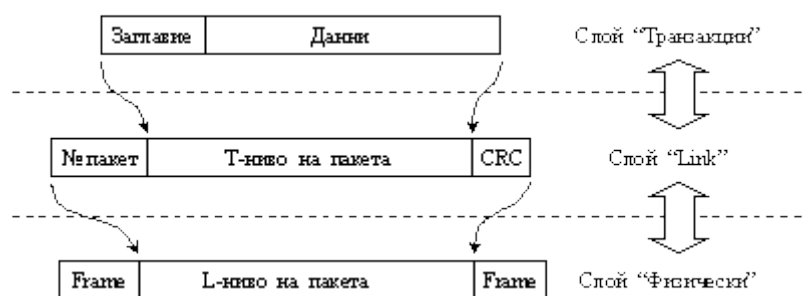 Заглавие Данни Слой “Транзакции”
№ пакет Т-ниво на пакета CRC Слой “Link”
Frame L-ниво на пакета Frame Слой “Физически”